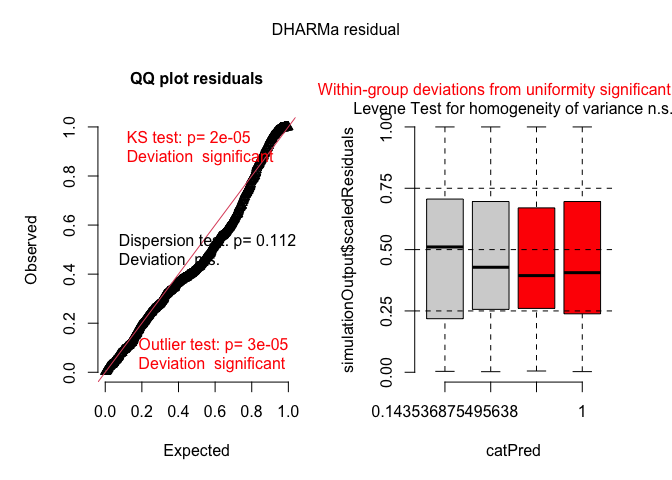 DHARMa residual
QQ plot residuals
KS test: p= 2e-05
Deviation significant
Dispersion test: p= 0.112
Deviation n.s.
Outlier test: p= 3e-05
Deviation significant
Observed
0.0 0.2 0.4 0.6 0.8 1.0
0.0 0.2 0.4 0.6 0.8 1.0
Expected
Within-group deviations from uniformity significant
Levene Test for homogeneity of variance n.s.
simulationOutput$scaledResiduals
0.00 0.25 0.50 0.75 1.00
0.143536875495638 1
catPred